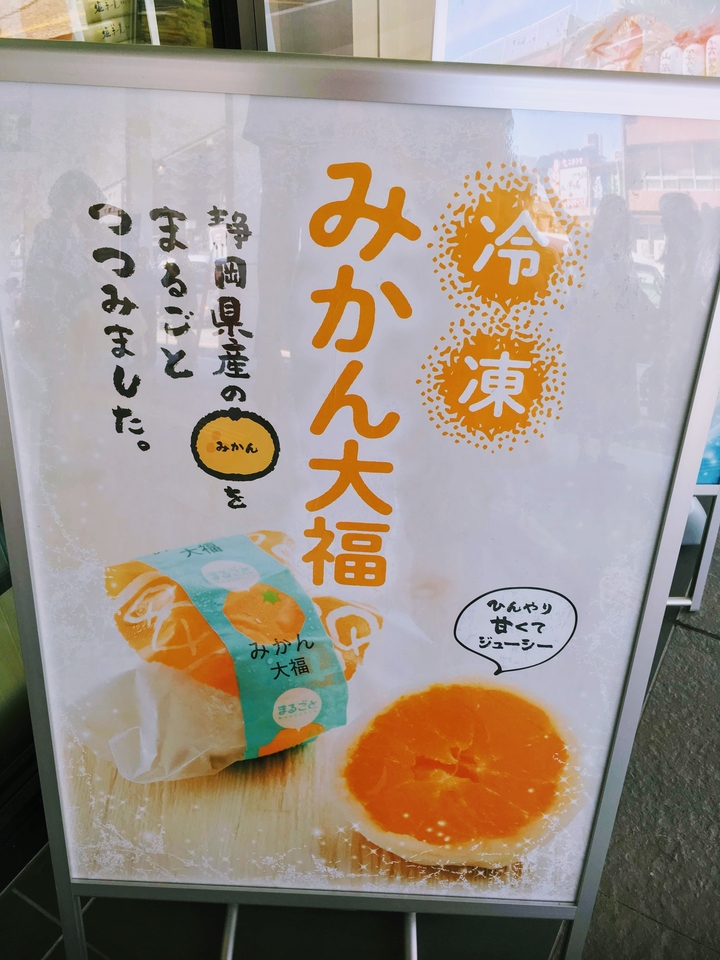 冷凍
みかん大福
静岡県産のみかんを
まるごと
つつみました。
大福
まるごと
みかん
大福
まるごと
ひんやり
甘くて
ジューシー